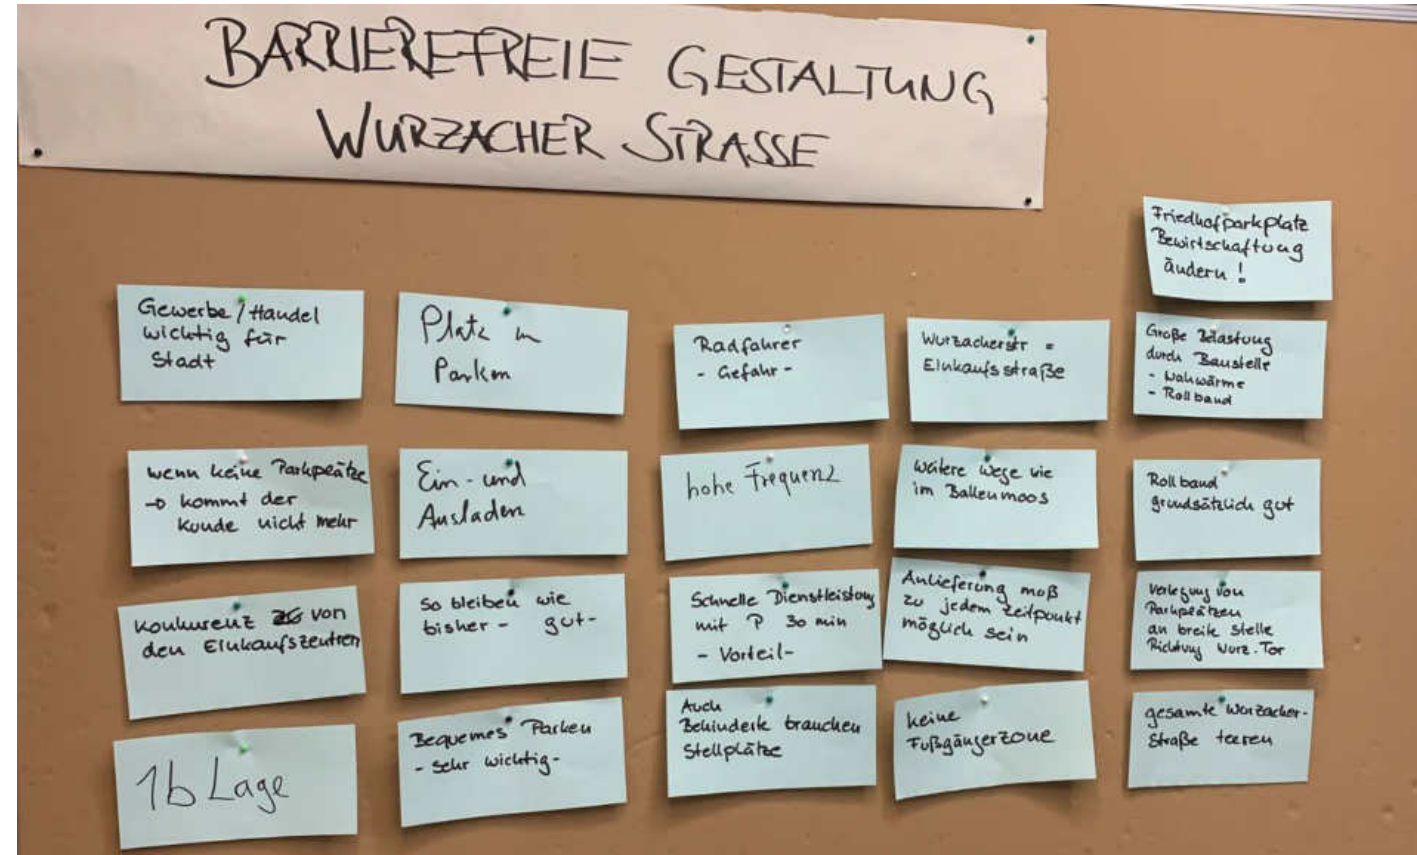 BARRIEREFREIE GESTALTUNG
WURZACHER STRASSE
Gewerbe / Handel
wichtig für
Stadt
wenn keine Parkplätze
→ kommt der
Kunde nicht mehr
Konkurenz von
den Einkaufszentren
1b Lage
Platz
Parken
Ein- und
Ausladen
So bleiben wie
bisher - gut-
Bequemes Parken
- sehr wichtig -
Radfahrer
- Gefahr -
hohe Frequenz
Schnelle Dienstleistung
mit P 30 min
- Vorteil -
Auch
Behinderte brauchen
Stellplätze
Wurzacherstr =
Einkaufsstraße
weitere Wege wie
im Ballenmoos
Anlieferung muß
zu jedem Zeitpunkt
möglich sein
keine
Fußgängerzone
Friedhofparkplatz
Bewirtschaftung
ändern !
Große Belastung
durch Baustelle
- Nahwärme
- Rollband
Rollband
grundsätzlich gut
Verlegung von
Parkplätzen
an breite Stelle
Richtung Wurz. Tor
gesamte Wurzacher-
straße teeren